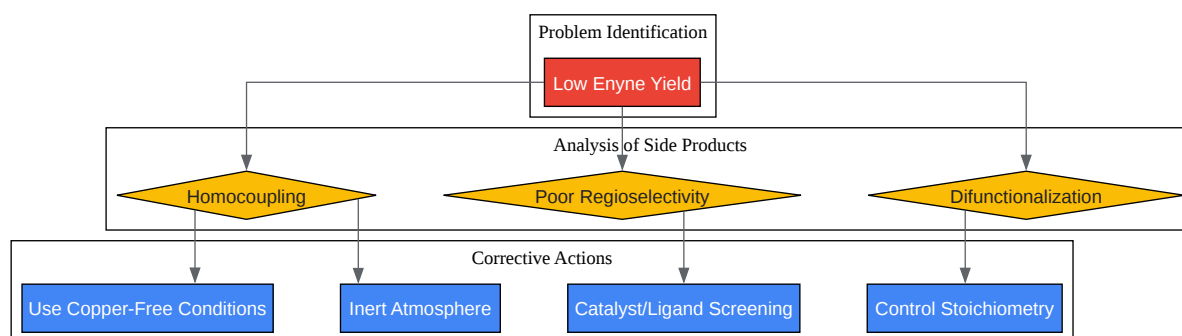 Problem Identification
Low Enyne Yield
Analysis of Side Products
Homocoupling
Poor Regioselectivity
Difunctionalization
Corrective Actions
Use Copper-Free Conditions
Inert Atmosphere
Catalyst/Ligand Screening
Control Stoichiometry